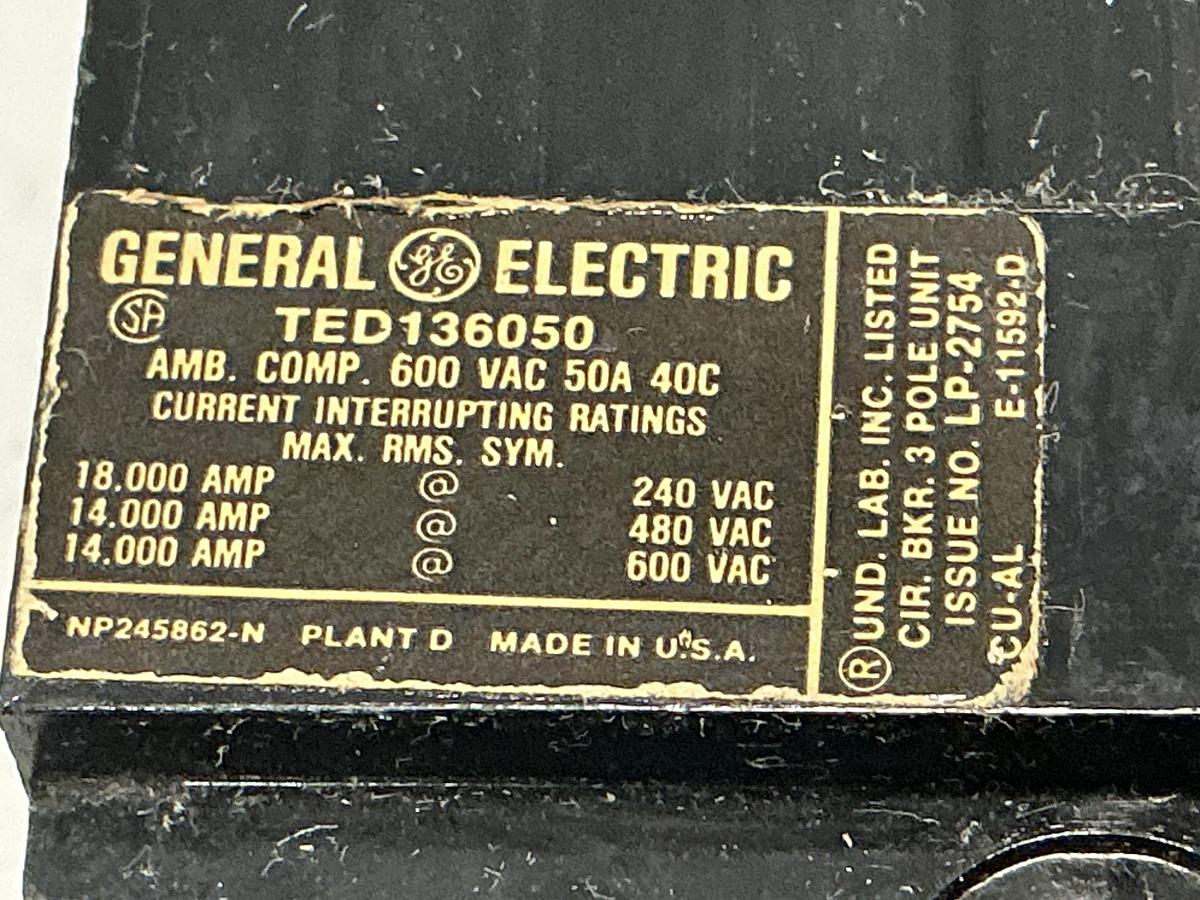 GENERAL GE ELECTRIC
SA
TED136050
AMB. COMP. 600 VAC 50A 40C
CURRENT INTERRUPTING RATINGS
MAX. RMS. SYM.
18.000 AMP @ 240 VAC
14.000 AMP @ 480 VAC
14.000 AMP @ 600 VAC
NP245862-N PLANT D MADE IN U.S.A.
® UND. LAB. INC. LISTED
CIR. BKR. 3 POLE UNIT
ISSUE NO. LP-2754
CU-AL E-11592-D